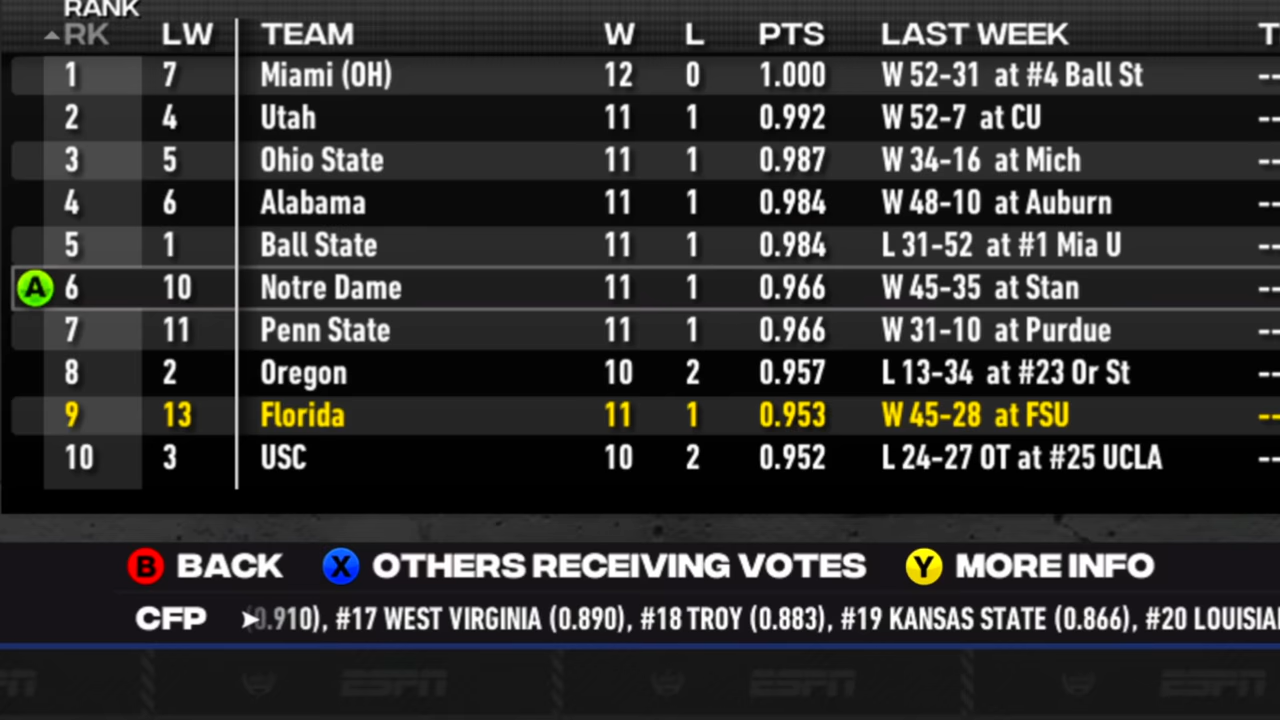 RANK
RK LW TEAM W L PTS LAST WEEK T
1 7 Miami (OH) 12 0 1.000 W 52-31 at #4 Ball St --
2 4 Utah 11 1 0.992 W 52-7 at CU --
3 5 Ohio State 11 1 0.987 W 34-16 at Mich --
4 6 Alabama 11 1 0.984 W 48-10 at Auburn --
5 1 Ball State 11 1 0.984 L 31-52 at #1 Mia U --
A 6 10 Notre Dame 11 1 0.966 W 45-35 at Stan --
7 11 Penn State 11 1 0.966 W 31-10 at Purdue --
8 2 Oregon 10 2 0.957 L 13-34 at #23 Or St --
9 13 Florida 11 1 0.953 W 45-28 at FSU --
10 3 USC 10 2 0.952 L 24-27 OT at #25 UCLA --
B BACK X OTHERS RECEIVING VOTES Y MORE INFO
CFP 0.910), #17 WEST VIRGINIA (0.890), #18 TROY (0.883), #19 KANSAS STATE (0.866), #20 LOUISIA
ESPN ESPN ESPN